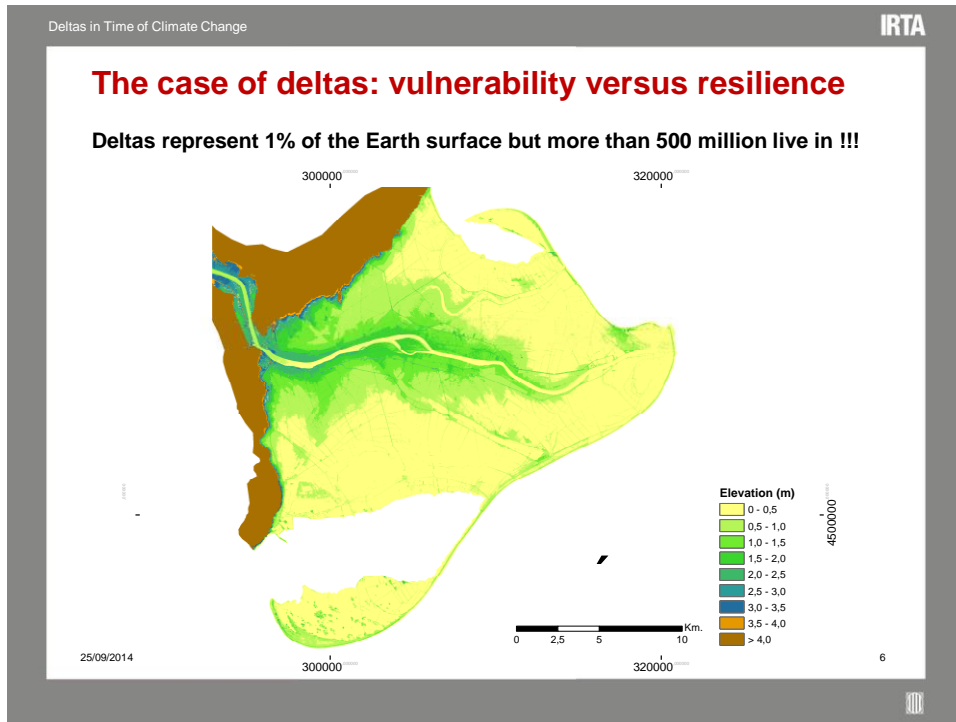 Deltas in Time of Climate Change
IRTA
The case of deltas: vulnerability versus resilience
Deltas represent 1% of the Earth surface but more than 500 million live in !!!
300000
320000
Elevation (m)
0 - 0,5
0,5 - 1,0
1,0 - 1,5
1,5 - 2,0
2,0 - 2,5
2,5 - 3,0
3,0 - 3,5
3,5 - 4,0
> 4,0
4500000
Km.
0 2,5 5 10
25/09/2014
300000
320000
6